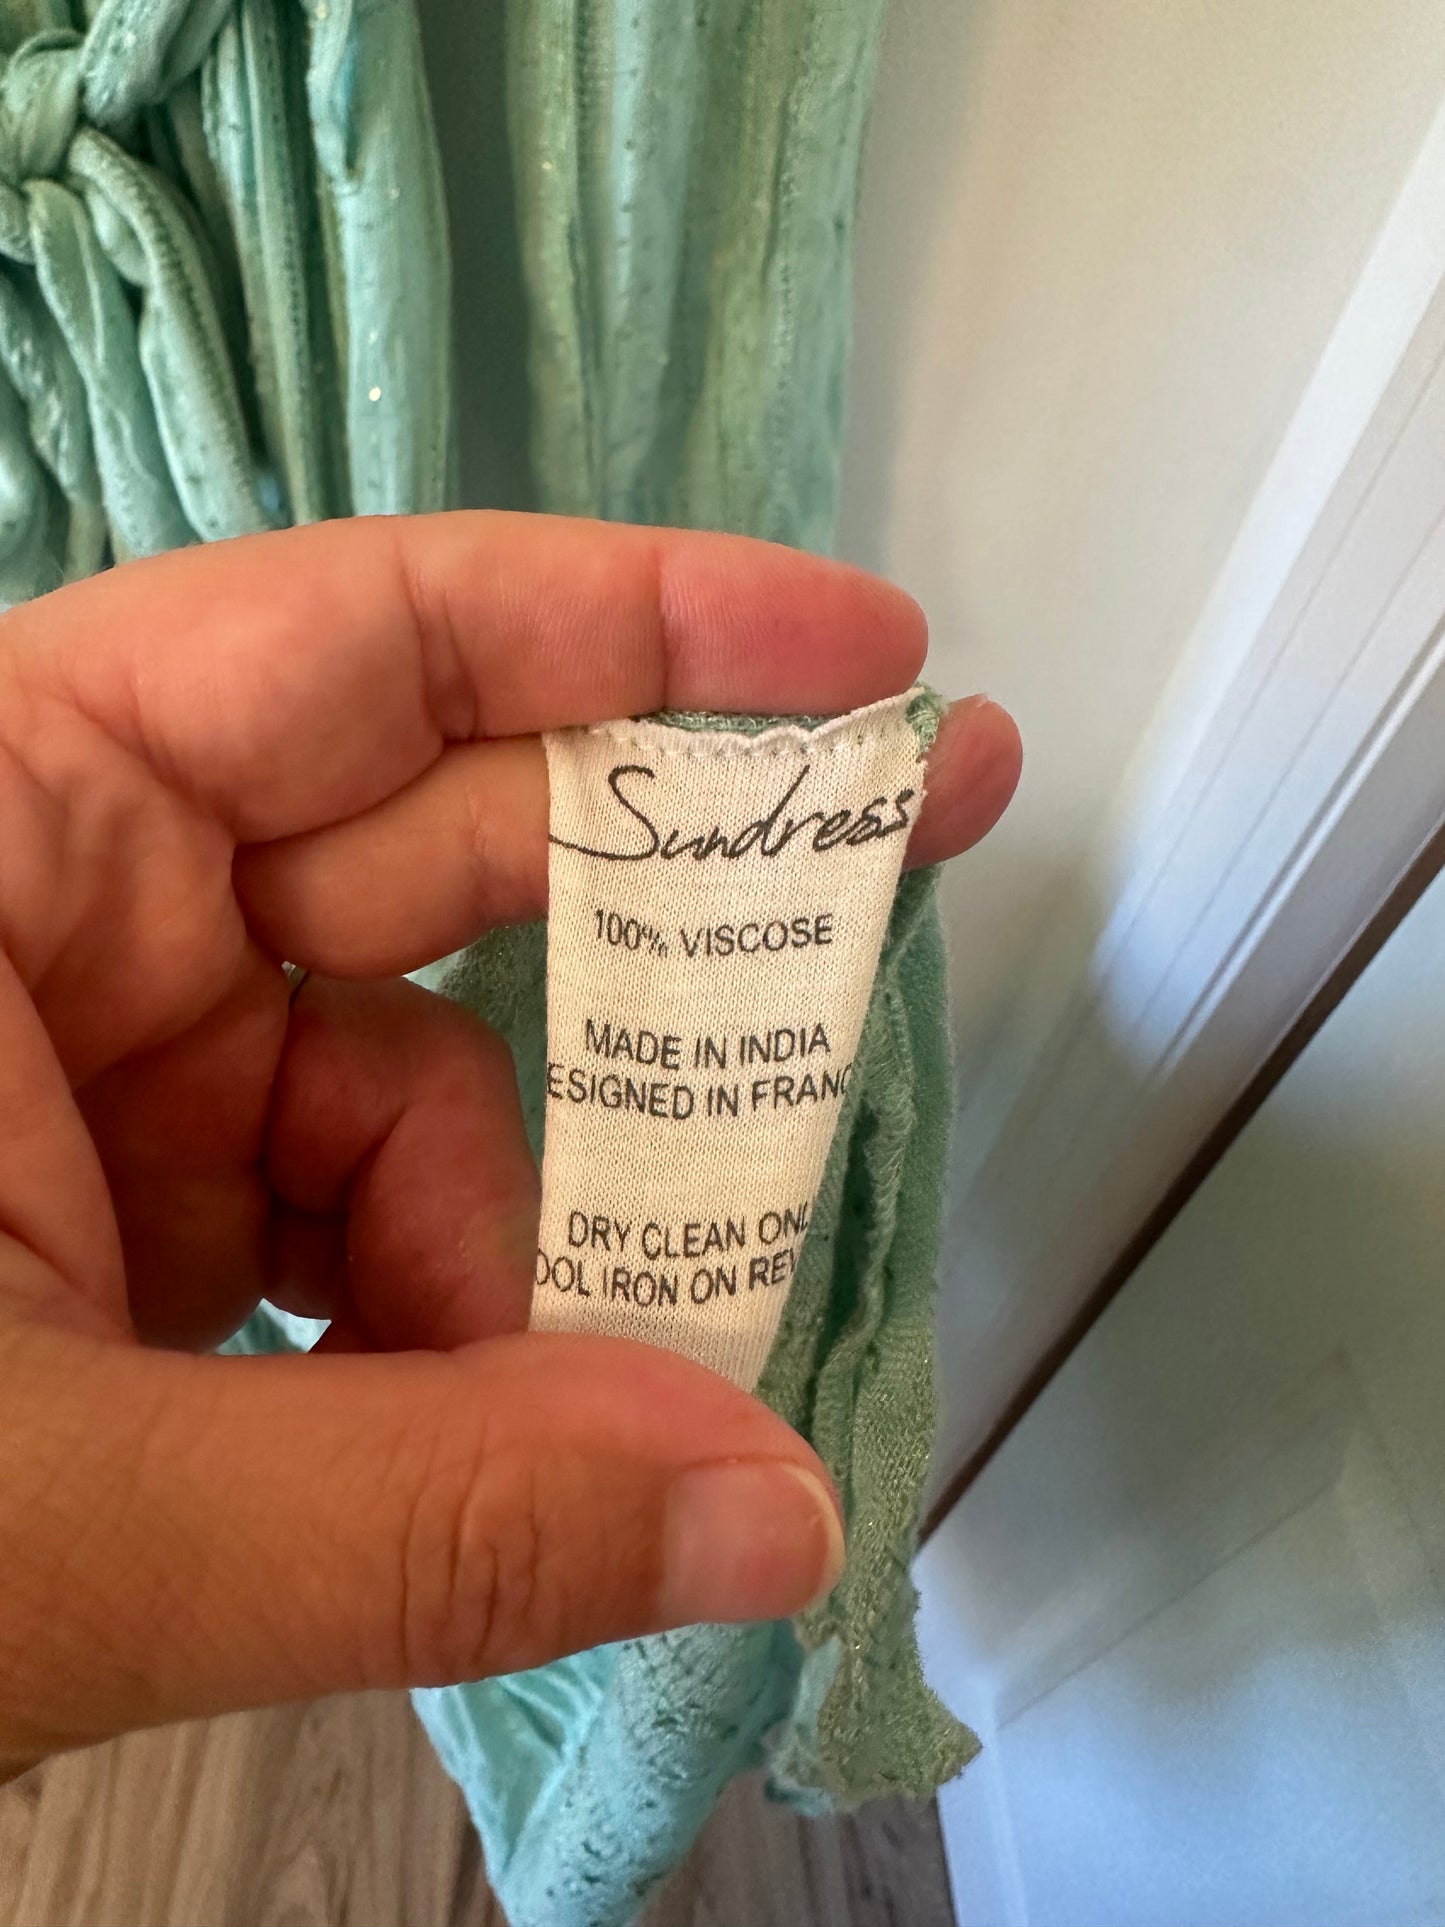 Sundress
100% VISCOSE
MADE IN INDIA
ESIGNED IN FRANC
DRY CLEAN ONL
OOL IRON ON REV